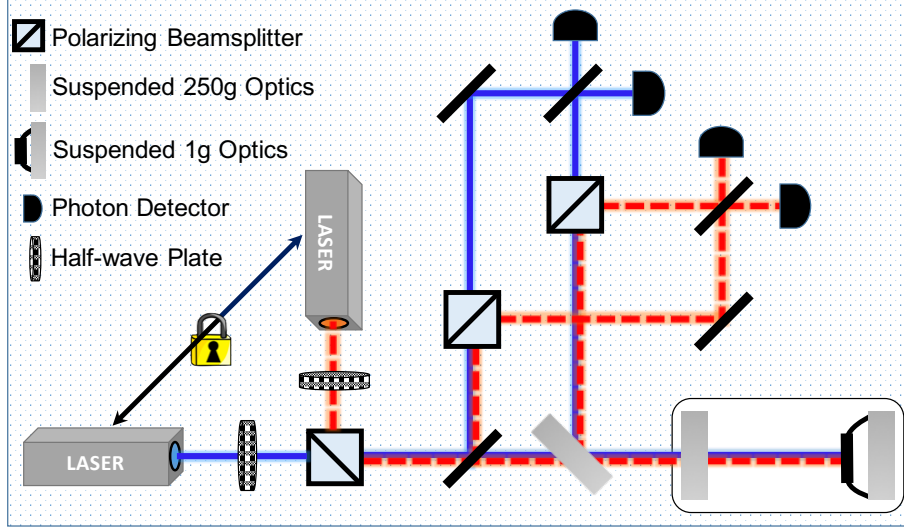 Polarizing Beamsplitter
Suspended 250g Optics
Suspended 1g Optics
Photon Detector
Half-wave Plate
LASER
LASER